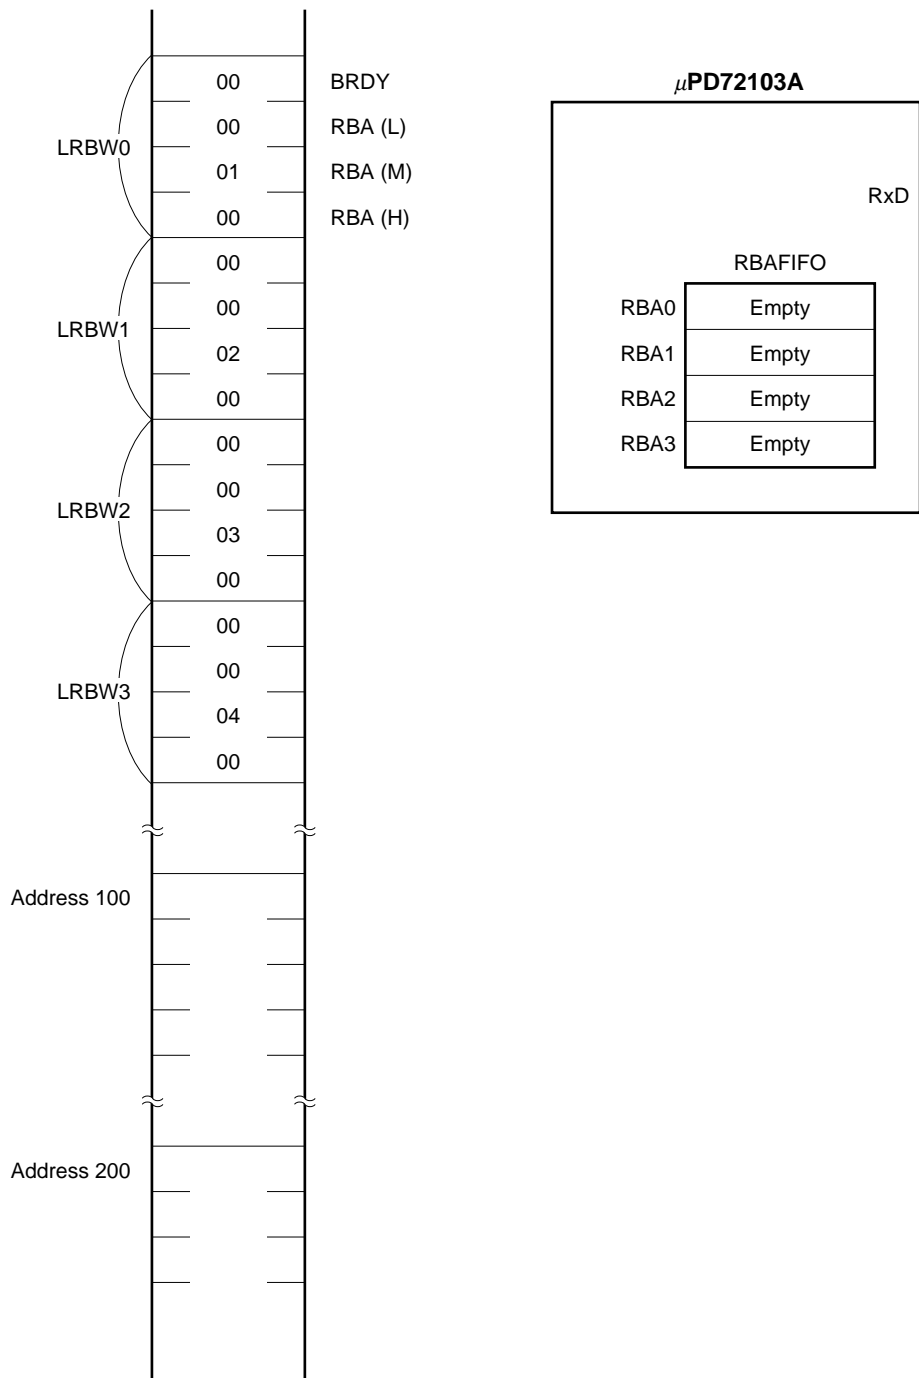 00 BRDY
00 RBA (L)
LRBW0
01 RBA (M)
00 RBA (H)
00
00
LRBW1
02
00
00
00
LRBW2
03
00
00
00
LRBW3
04
00
Address 100
Address 200
μPD72103A
RxD
RBAFIFO
RBA0 Empty
RBA1 Empty
RBA2 Empty
RBA3 Empty